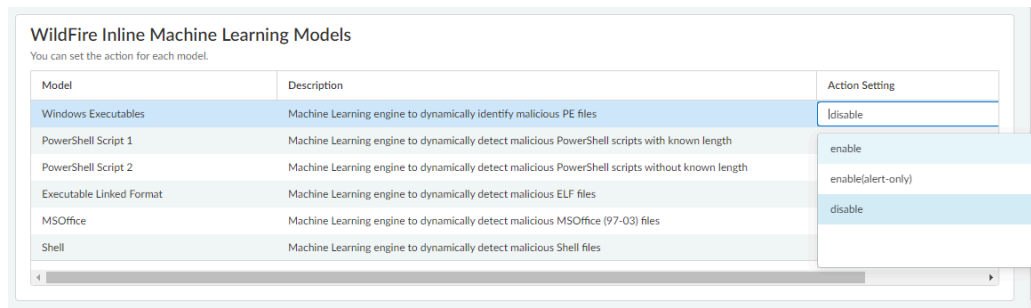 WildFire Inline Machine Learning Models
You can set the action for each model.
Model Description Action Setting
Windows Executables Machine Learning engine to dynamically identify malicious PE files disable
PowerShell Script 1 Machine Learning engine to dynamically detect malicious PowerShell scripts with known length
enable
PowerShell Script 2 Machine Learning engine to dynamically detect malicious PowerShell scripts without known length
enable(alert-only)
Executable Linked Format Machine Learning engine to dynamically detect malicious ELF files
disable
MSOffice Machine Learning engine to dynamically detect malicious MSOffice (97-03) files
Shell Machine Learning engine to dynamically detect malicious Shell files